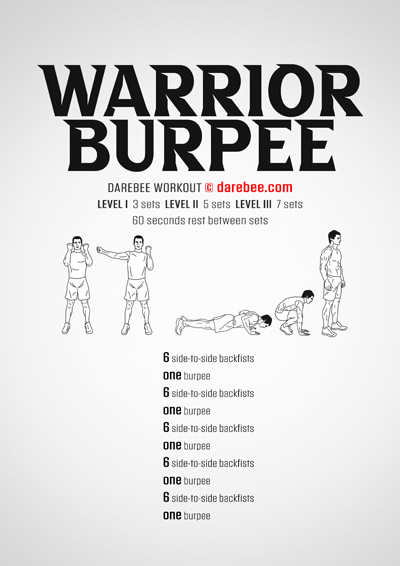 WARRIOR
BURPEE
DAREBEE WORKOUT © darebee.com
LEVEL I 3 sets LEVEL II 5 sets LEVEL III 7 sets
60 seconds rest between sets
6 side-to-side backfists
one burpee
6 side-to-side backfists
one burpee
6 side-to-side backfists
one burpee
6 side-to-side backfists
one burpee
6 side-to-side backfists
one burpee